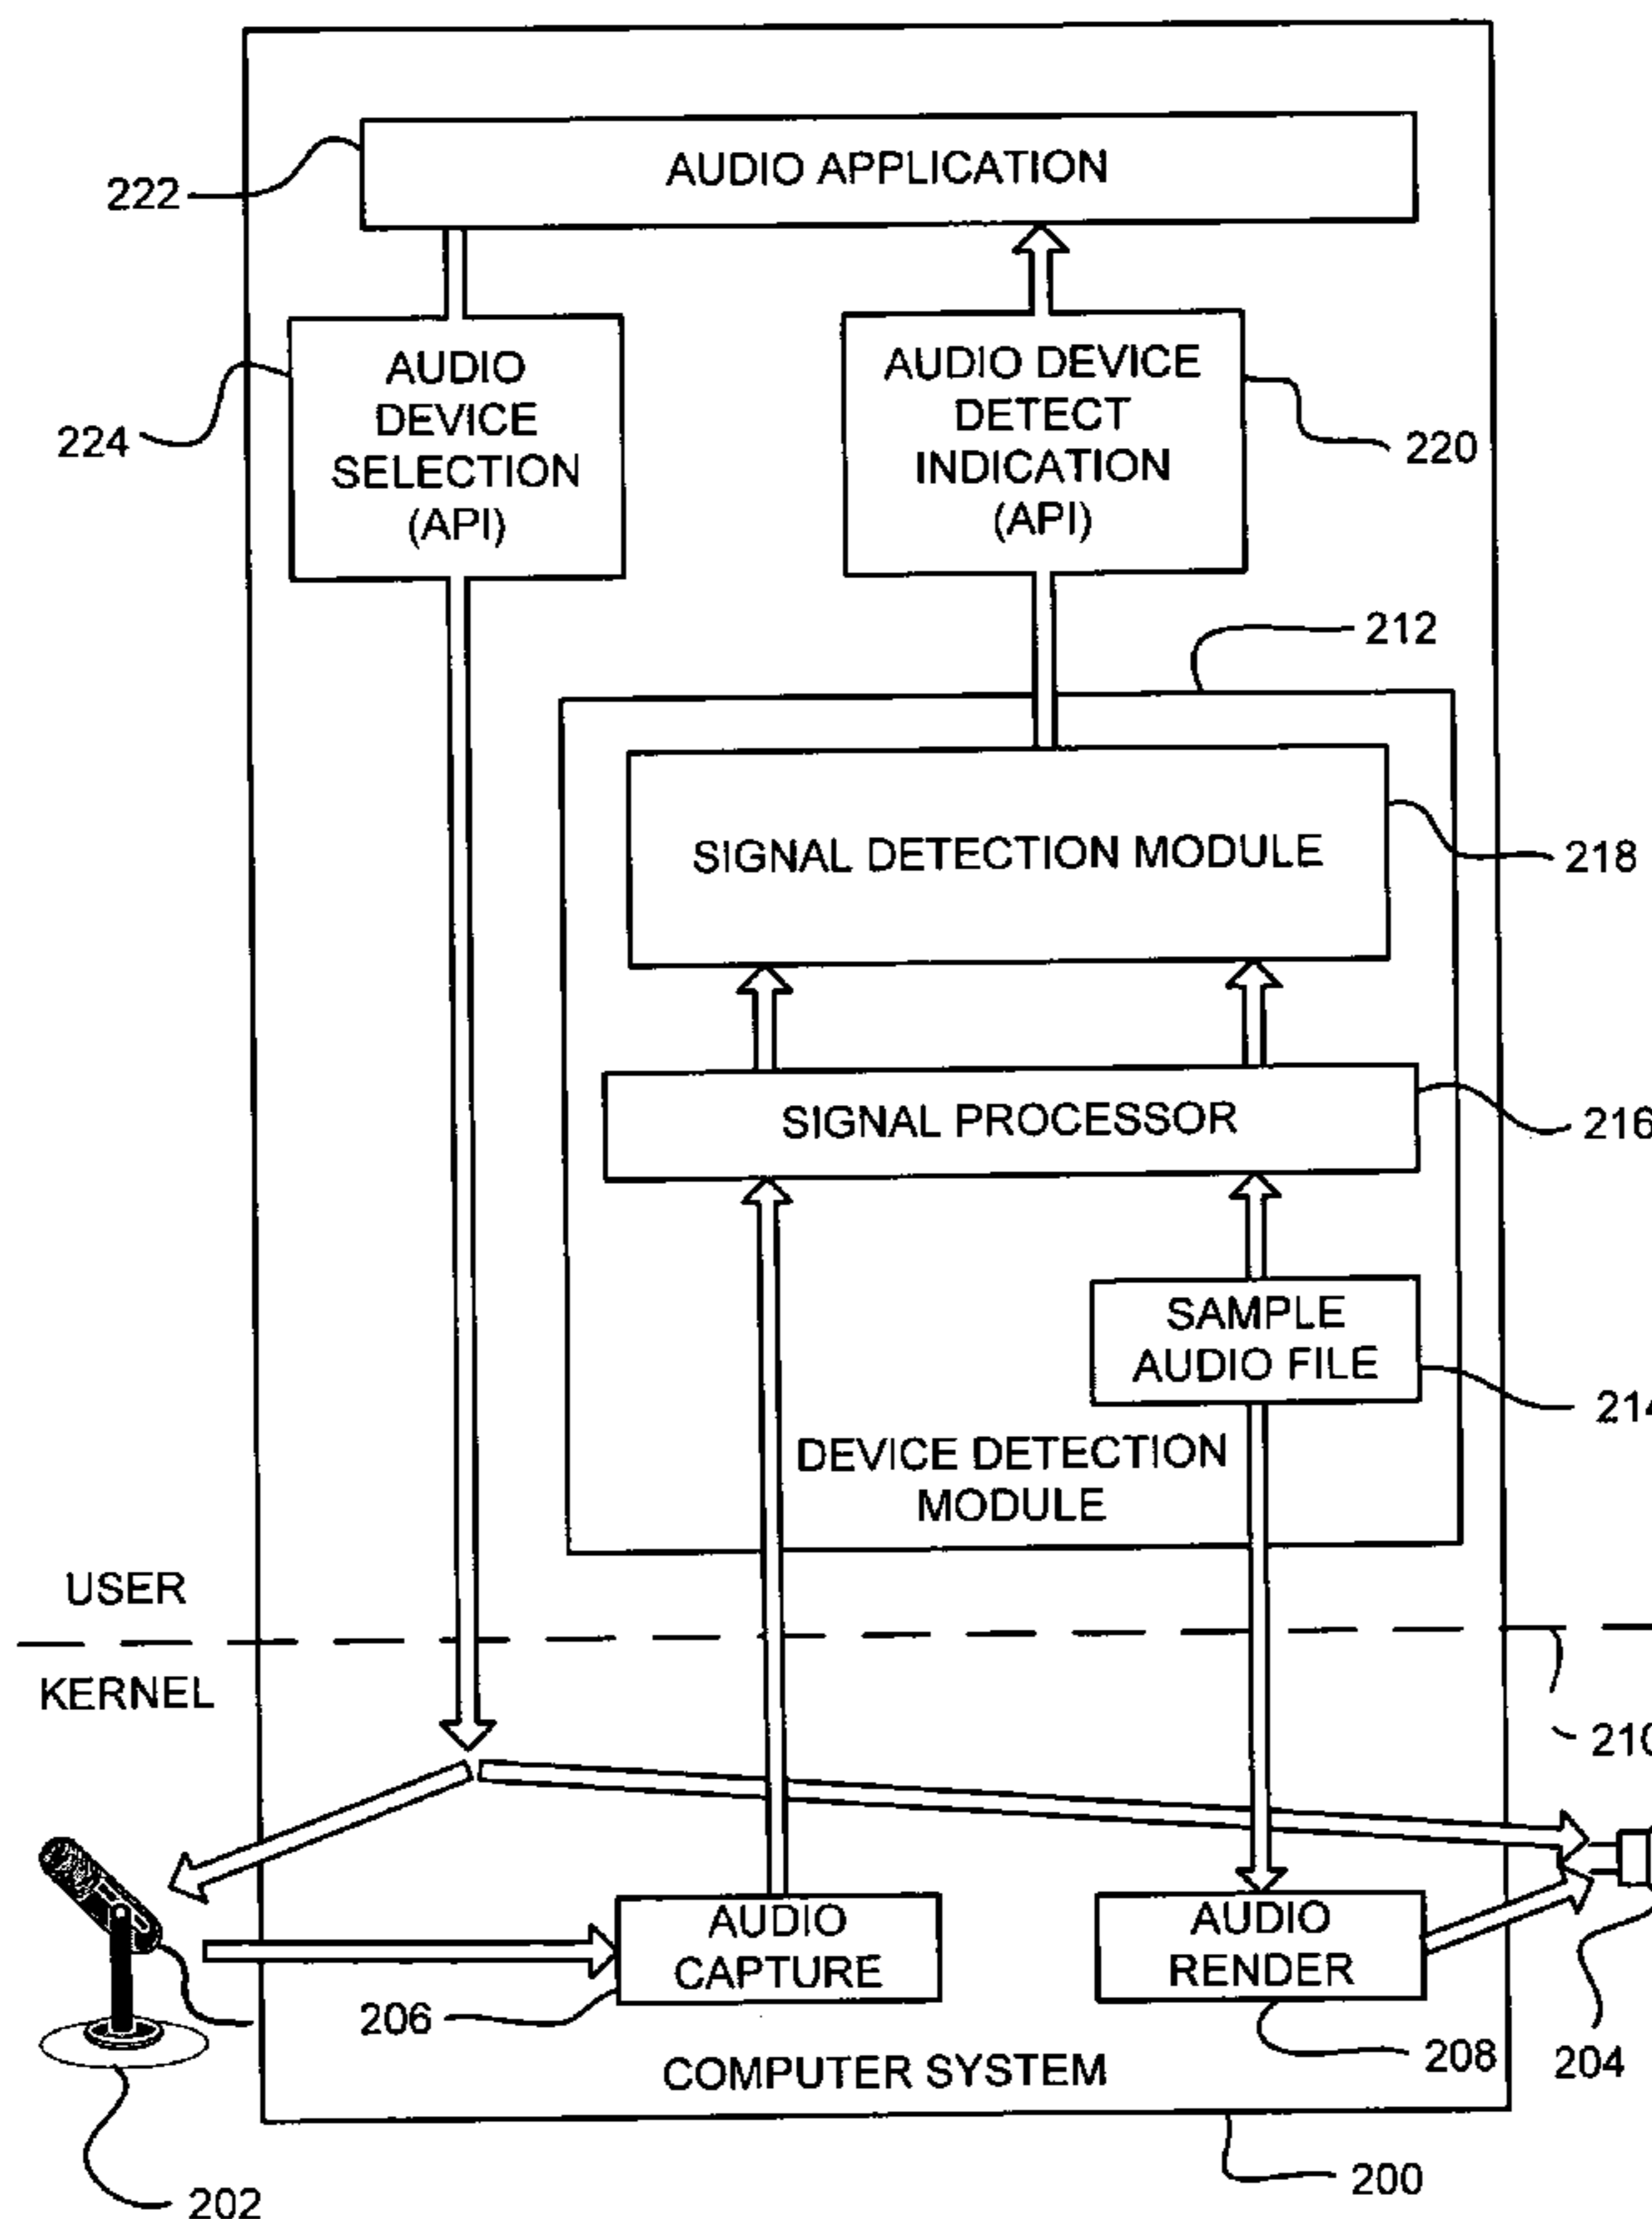 AUDIO APPLICATION
222
AUDIO
DEVICE
SELECTION
(API)
224
AUDIO DEVICE
DETECT
INDICATION
(API)
220
212
SIGNAL DETECTION MODULE
218
SIGNAL PROCESSOR
216
SAMPLE
AUDIO FILE
214
DEVICE DETECTION
MODULE
USER
KERNEL
210
AUDIO
CAPTURE
206
AUDIO
RENDER
208
204
COMPUTER SYSTEM
200
202